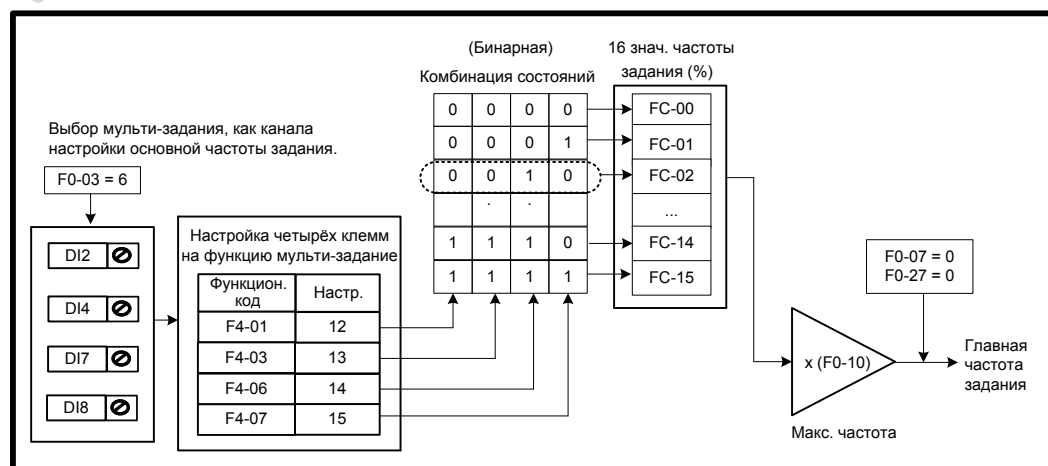 (Бинарная)
Комбинация состояний
16 знач. частоты
задания (%)
Выбор мульти-задания, как канала
настройки основной частоты задания.
F0-03 = 6
DI2
DI4
DI7
DI8
Настройка четырёх клемм
на функцию мульти-задание
Функцион. код Настр.
F4-01 12
F4-03 13
F4-06 14
F4-07 15
0 0 0 0
0 0 0 1
0 0 1 0
. .
1 1 1 0
1 1 1 1
FC-00
FC-01
FC-02
...
FC-14
FC-15
F0-07 = 0
F0-27 = 0
x (F0-10)
Макс. частота
Главная
частота
задания